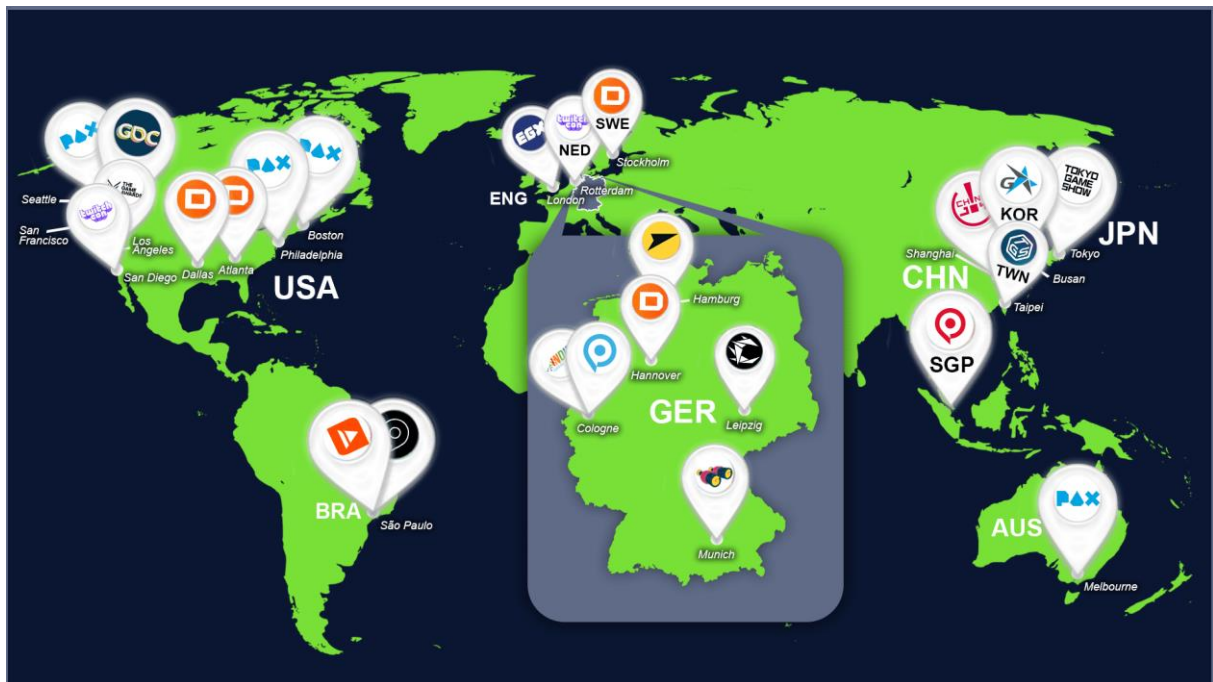 PAX
GDC
THE
GAME
AWARDS
twitch
con
Seattle
San
Francisco
Los
Angeles
San Diego
Dallas
Atlanta
PAX
PAX
Boston
Philadelphia
USA
EGX
twitch
con
NED
SWE
Stockholm
ENG
London
Rotterdam
Hamburg
Hannover
Cologne
GER
Leipzig
Munich
BRA
São Paulo
KOR
TOKYO
GAME
SHOW
JPN
Tokyo
Shanghai
CHN
TWN
Busan
Taipei
SGP
PAX
AUS
Melbourne